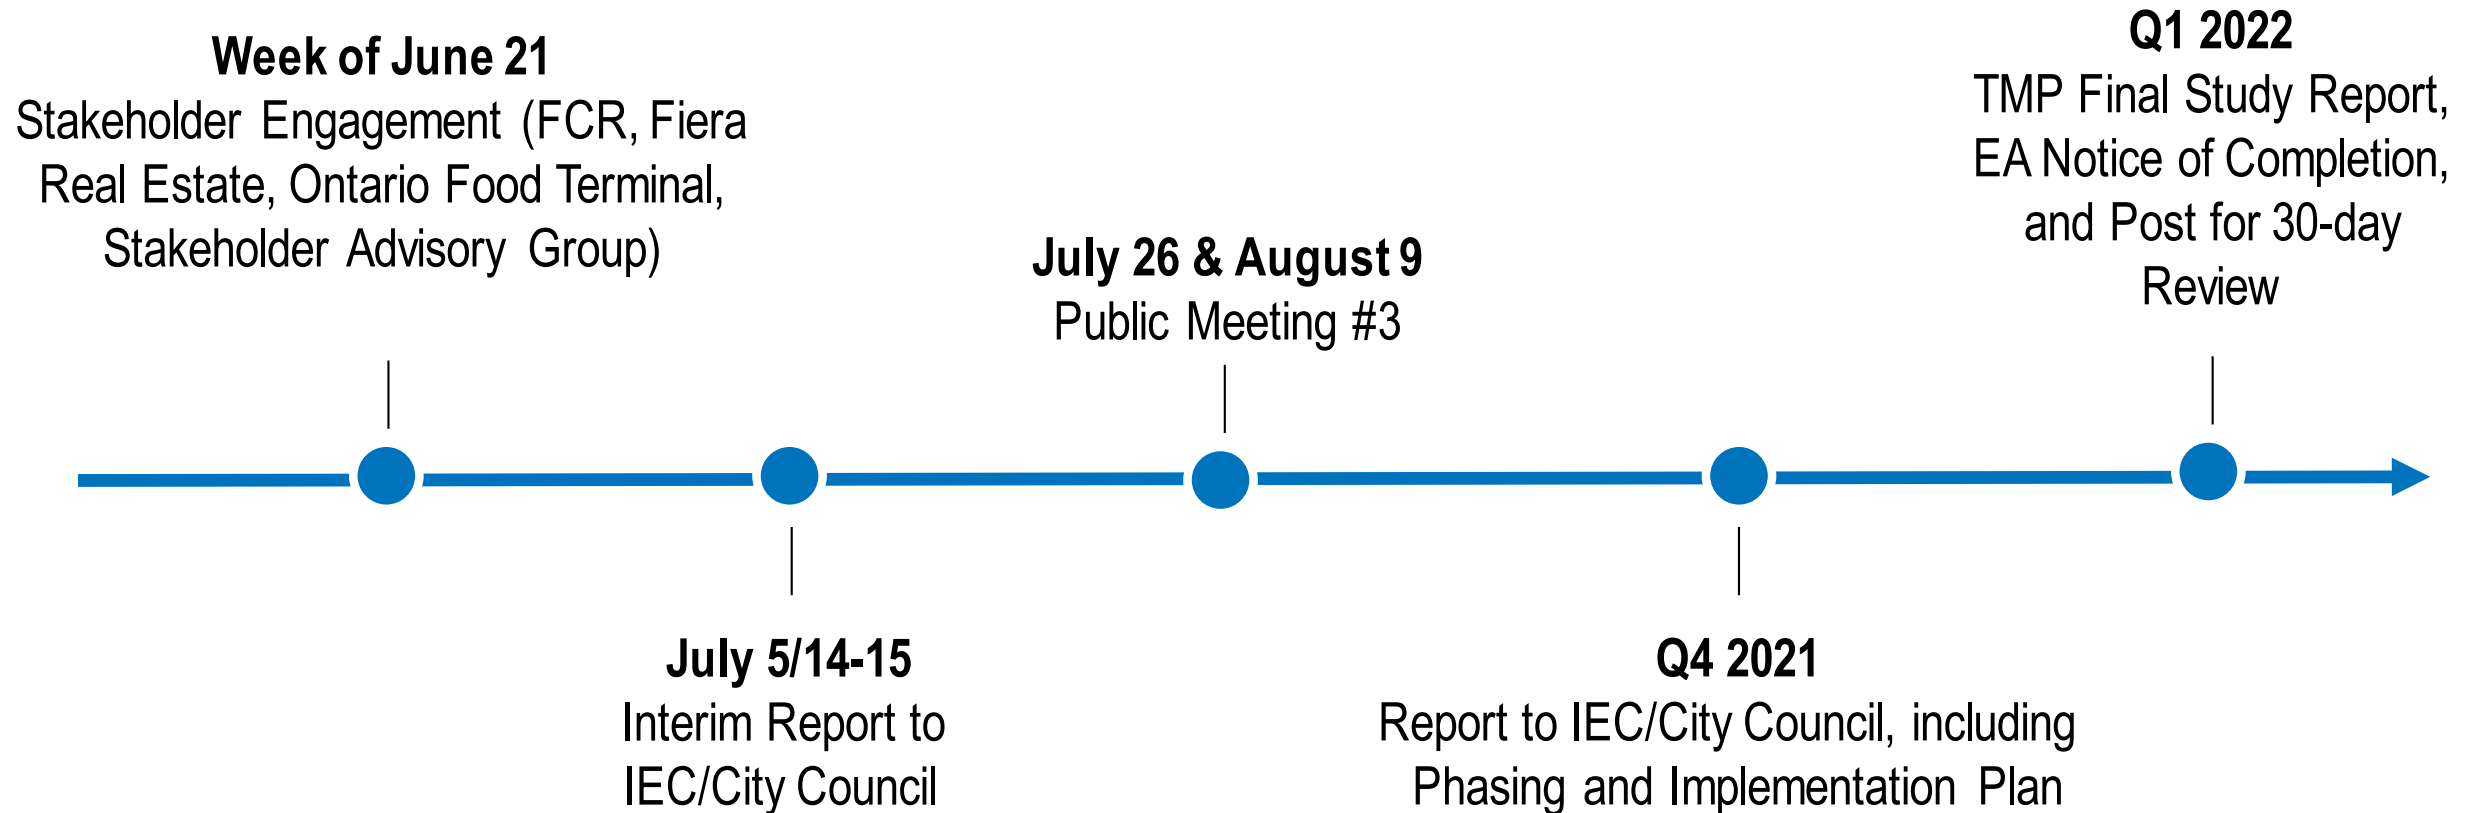 Week of June 21
Stakeholder Engagement (FCR, Fiera
Real Estate, Ontario Food Terminal,
Stakeholder Advisory Group)
July 5/14-15
Interim Report to
IEC/City Council
July 26 & August 9
Public Meeting #3
Q4 2021
Report to IEC/City Council, including
Phasing and Implementation Plan
Q1 2022
TMP Final Study Report,
EA Notice of Completion,
and Post for 30-day
Review